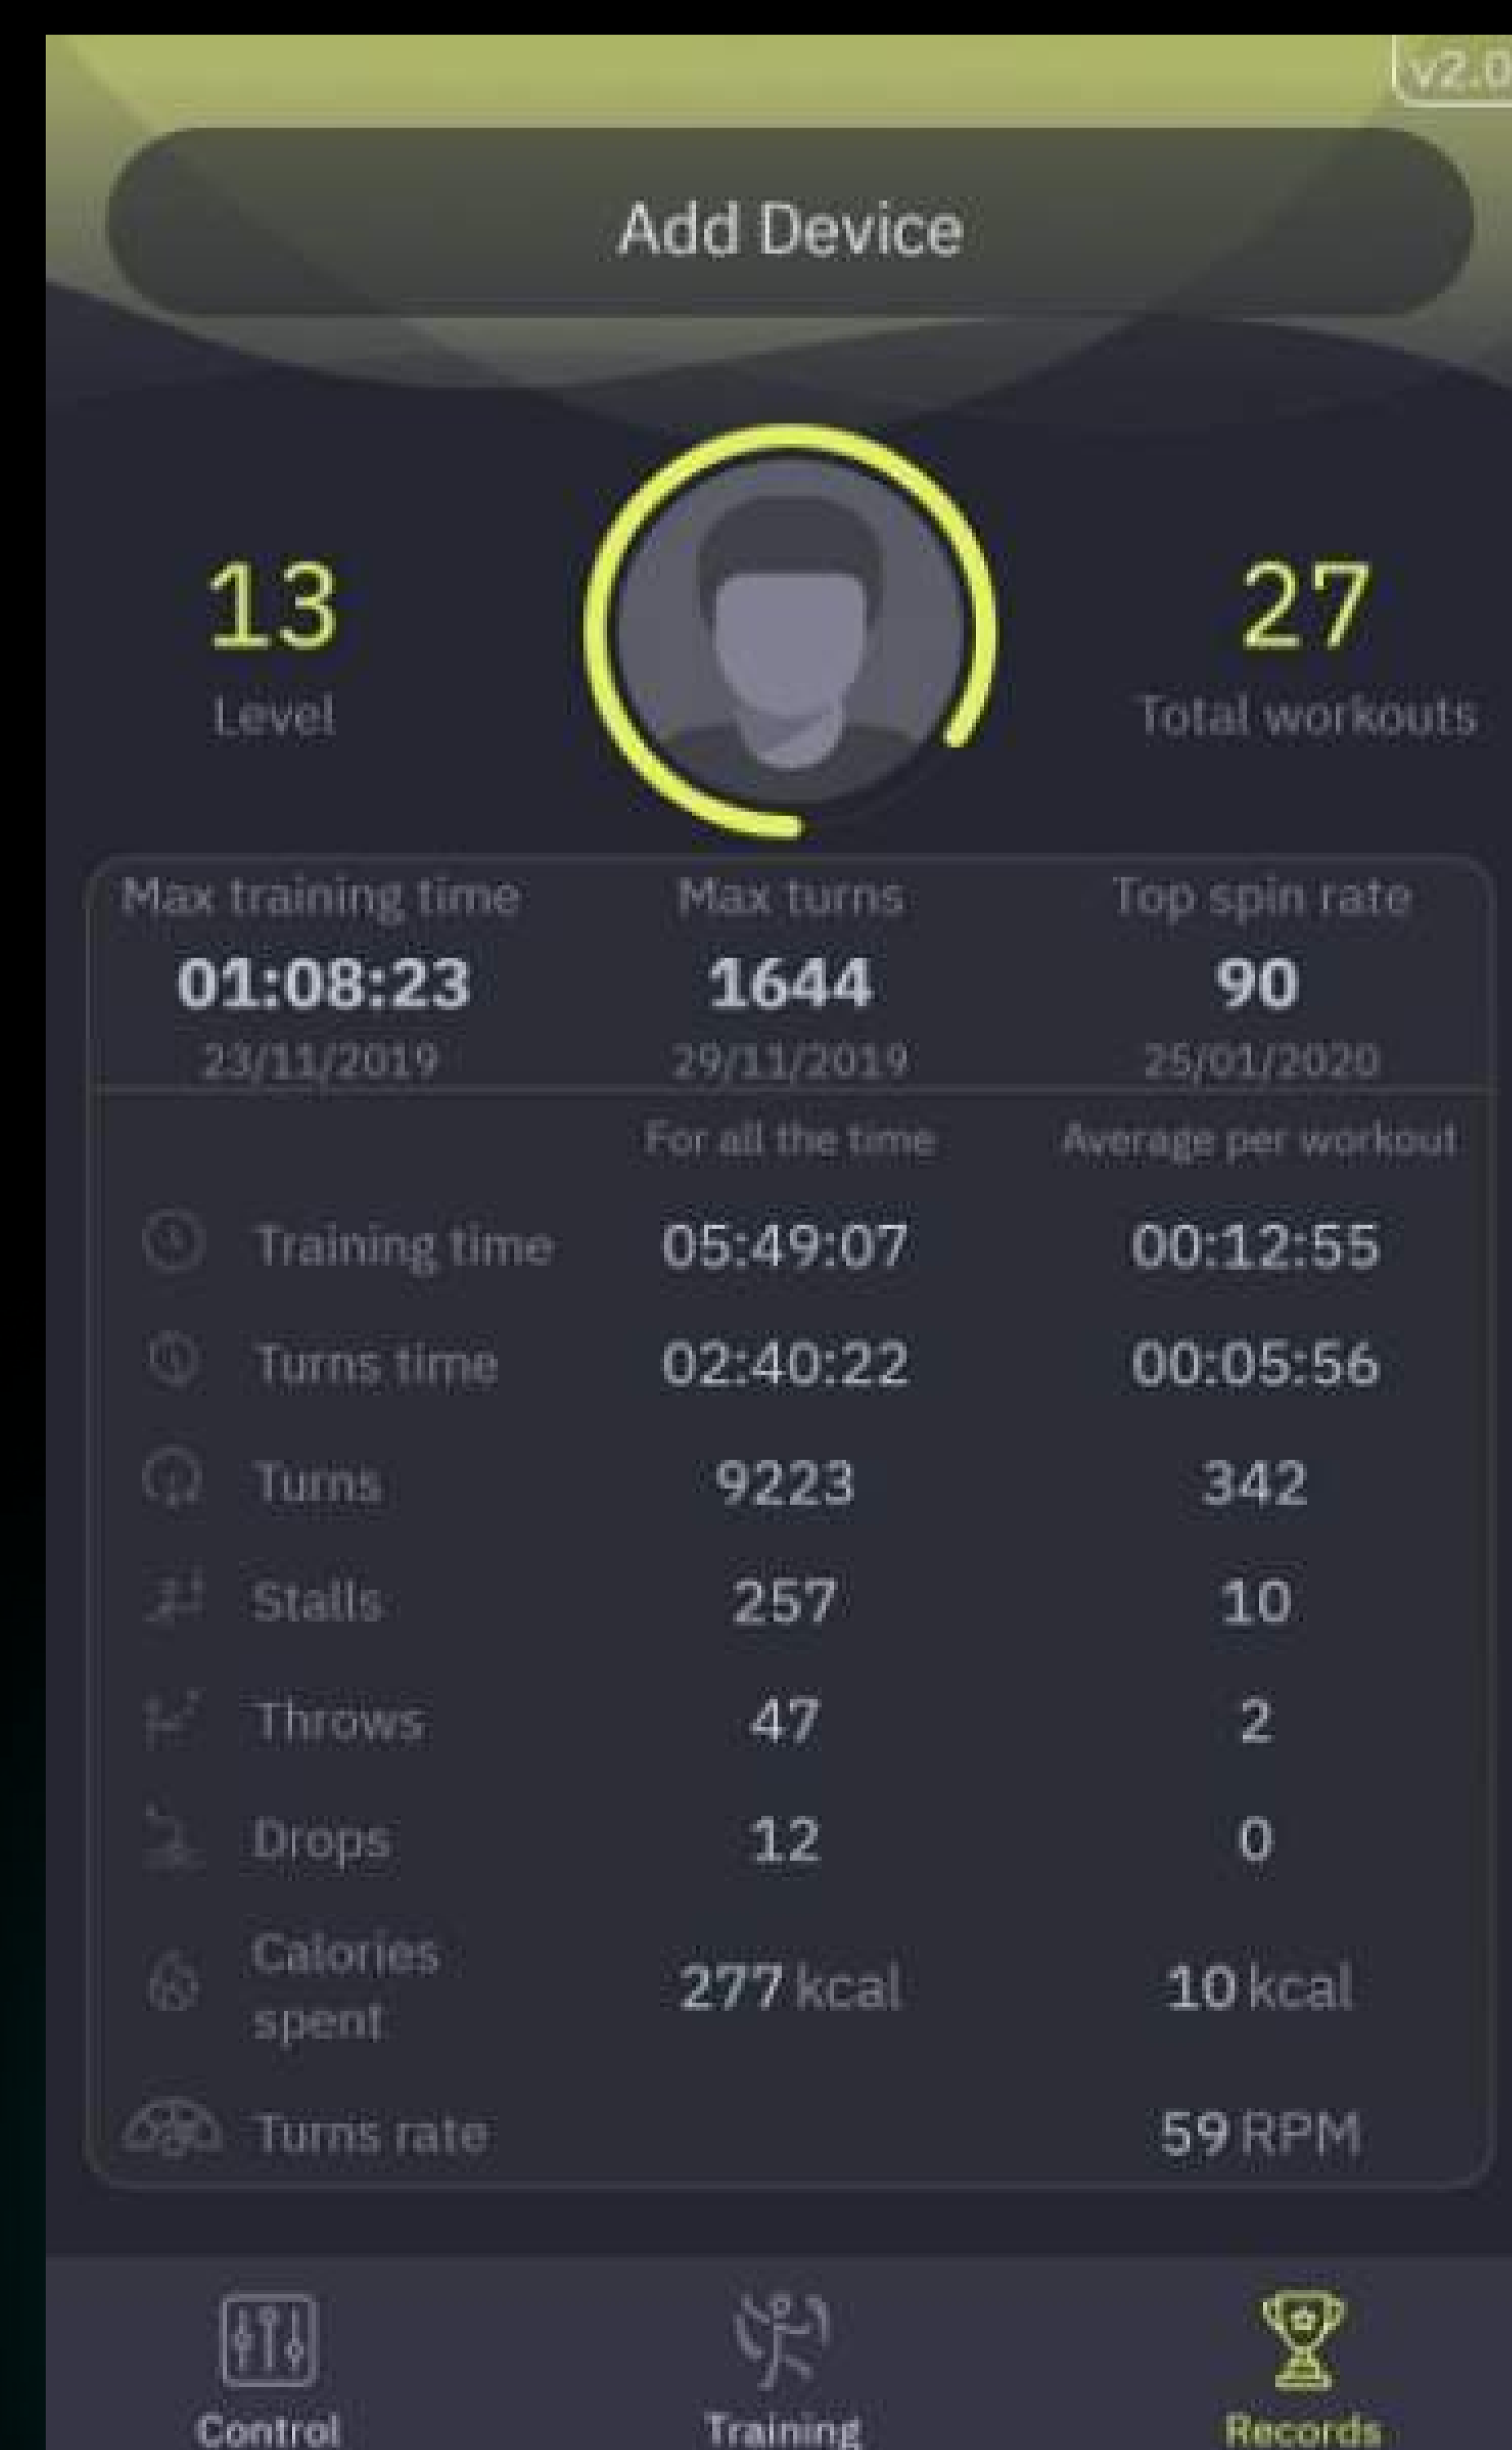 v2.0
Add Device
13
27
Level
Total workouts
Max training time Max turns Top spin rate
01:08:23 1644 90
23/11/2019 29/11/2019 25/01/2020
For all the time Average per workout
Training time 05:49:07 00:12:55
Turns time 02:40:22 00:05:56
Turns 9223 342
Stalls 257 10
Throws 47 2
Drops 12 0
Calories
spent
277 kcal 10 kcal
Turns rate 59 RPM
Control Training Records